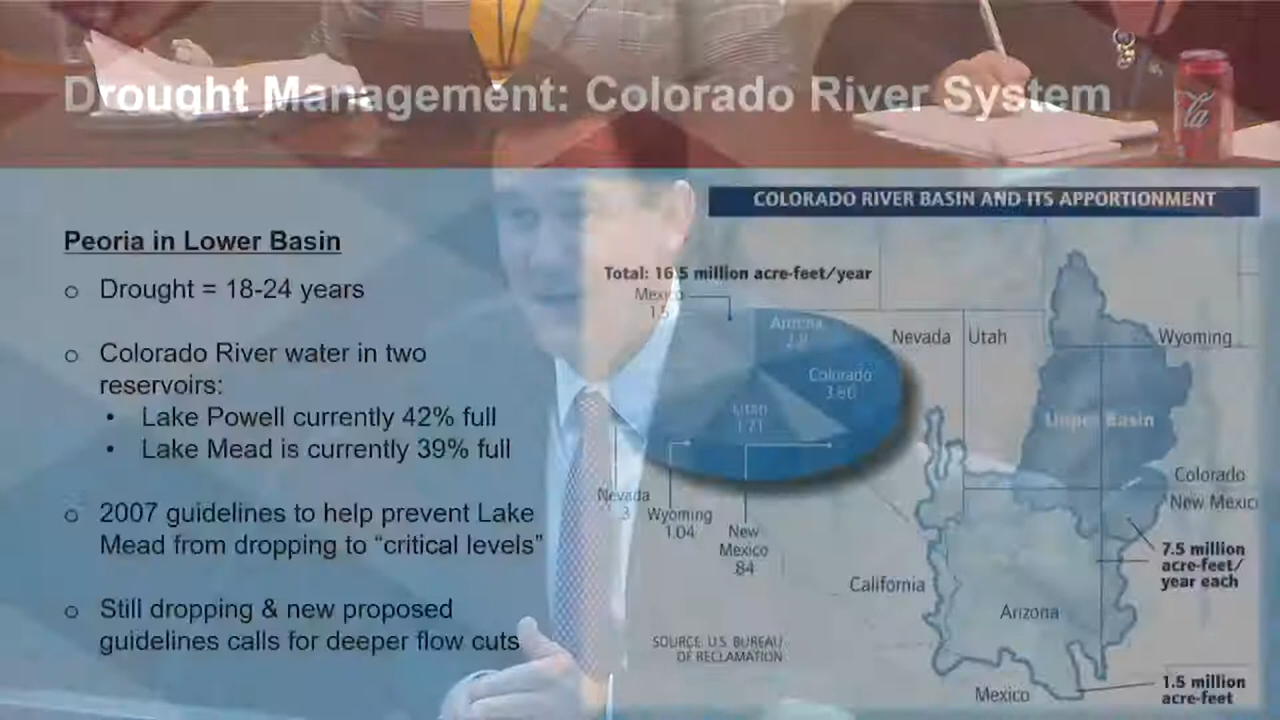 Drought Management: Colorado River System
Peoria in Lower Basin
Drought = 18-24 years
Colorado River water in two
reservoirs:
Lake Powell currently 42% full
Lake Mead is currently 39% full
2007 guidelines to help prevent Lake
Mead from dropping to “critical levels”
Still dropping & new proposed
guidelines calls for deeper flow cuts
COLORADO RIVER BASIN AND ITS APPORTIONMENT
Total: 16.5 million acre-feet/year
Mexico
1.5
Arizona
Colorado
3.86
Utah
1.71
Nevada
3
Wyoming
1.04
New
Mexico
.84
SOURCE: U.S. BUREAU
OF RECLAMATION
Nevada
Utah
Wyoming
Upper Basin
Colorado
New Mexic
7.5 million
acre-feet/
year each
California
Arizona
Mexico
1.5 million
acre-feet